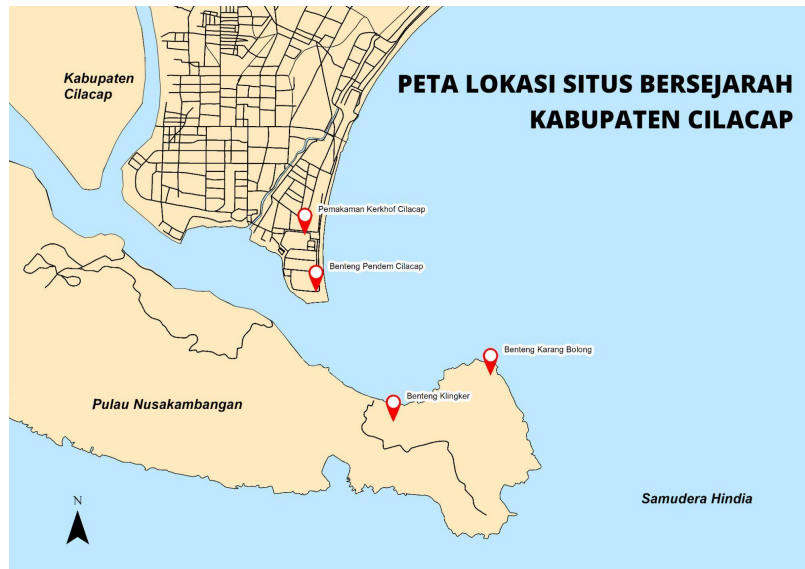 PETA LOKASI SITUS BERSEJARAH
KABUPATEN CILACAP
Kabupaten
Cilacap
Pemakaman Kerkhof Cilacap
Benteng Pendem Cilacap
Benteng Karang Bolong
Benteng Klingker
Pulau Nusakambangan
Samudera Hindia
N